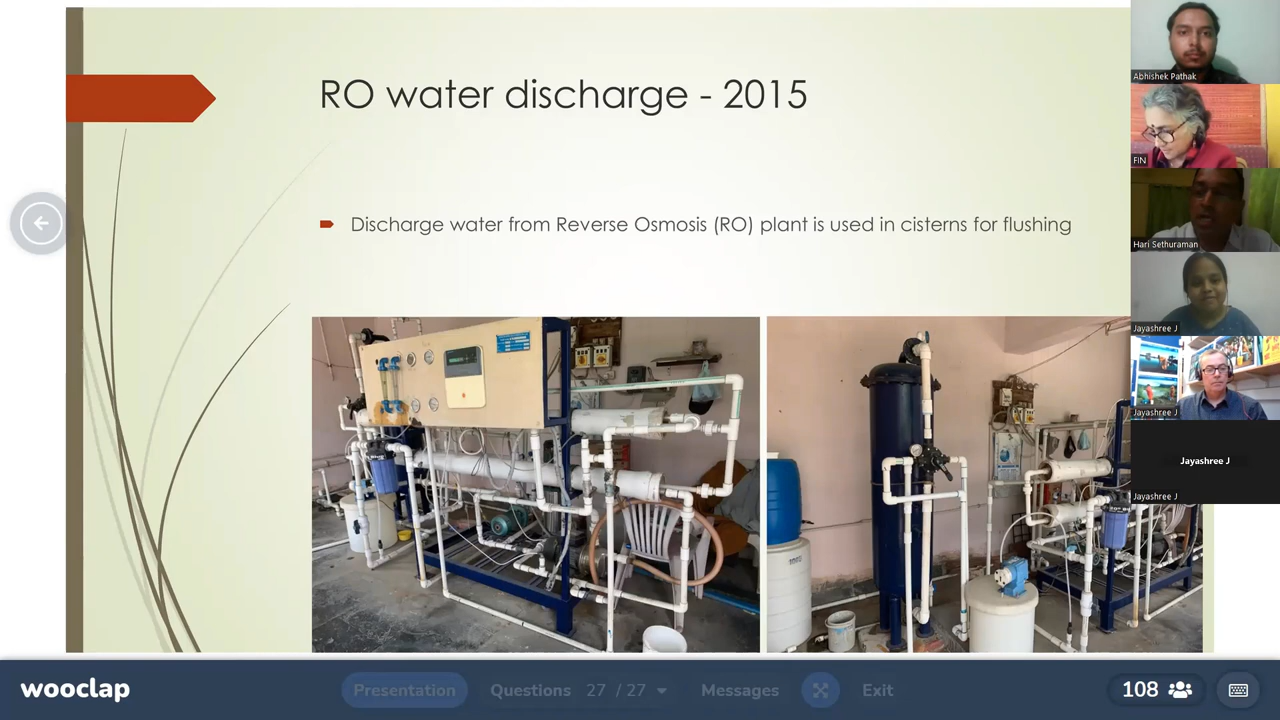 RO water discharge - 2015
Discharge water from Reverse Osmosis (RO) plant is used in cisterns for flushing
Abhishek Pathak
FiN
Hari Sethuraman
Jayashree J
Jayashree J
Jayashree J
Jayashree J
wooclap
Presentation
Questions 27 / 27
Messages
Exit
108